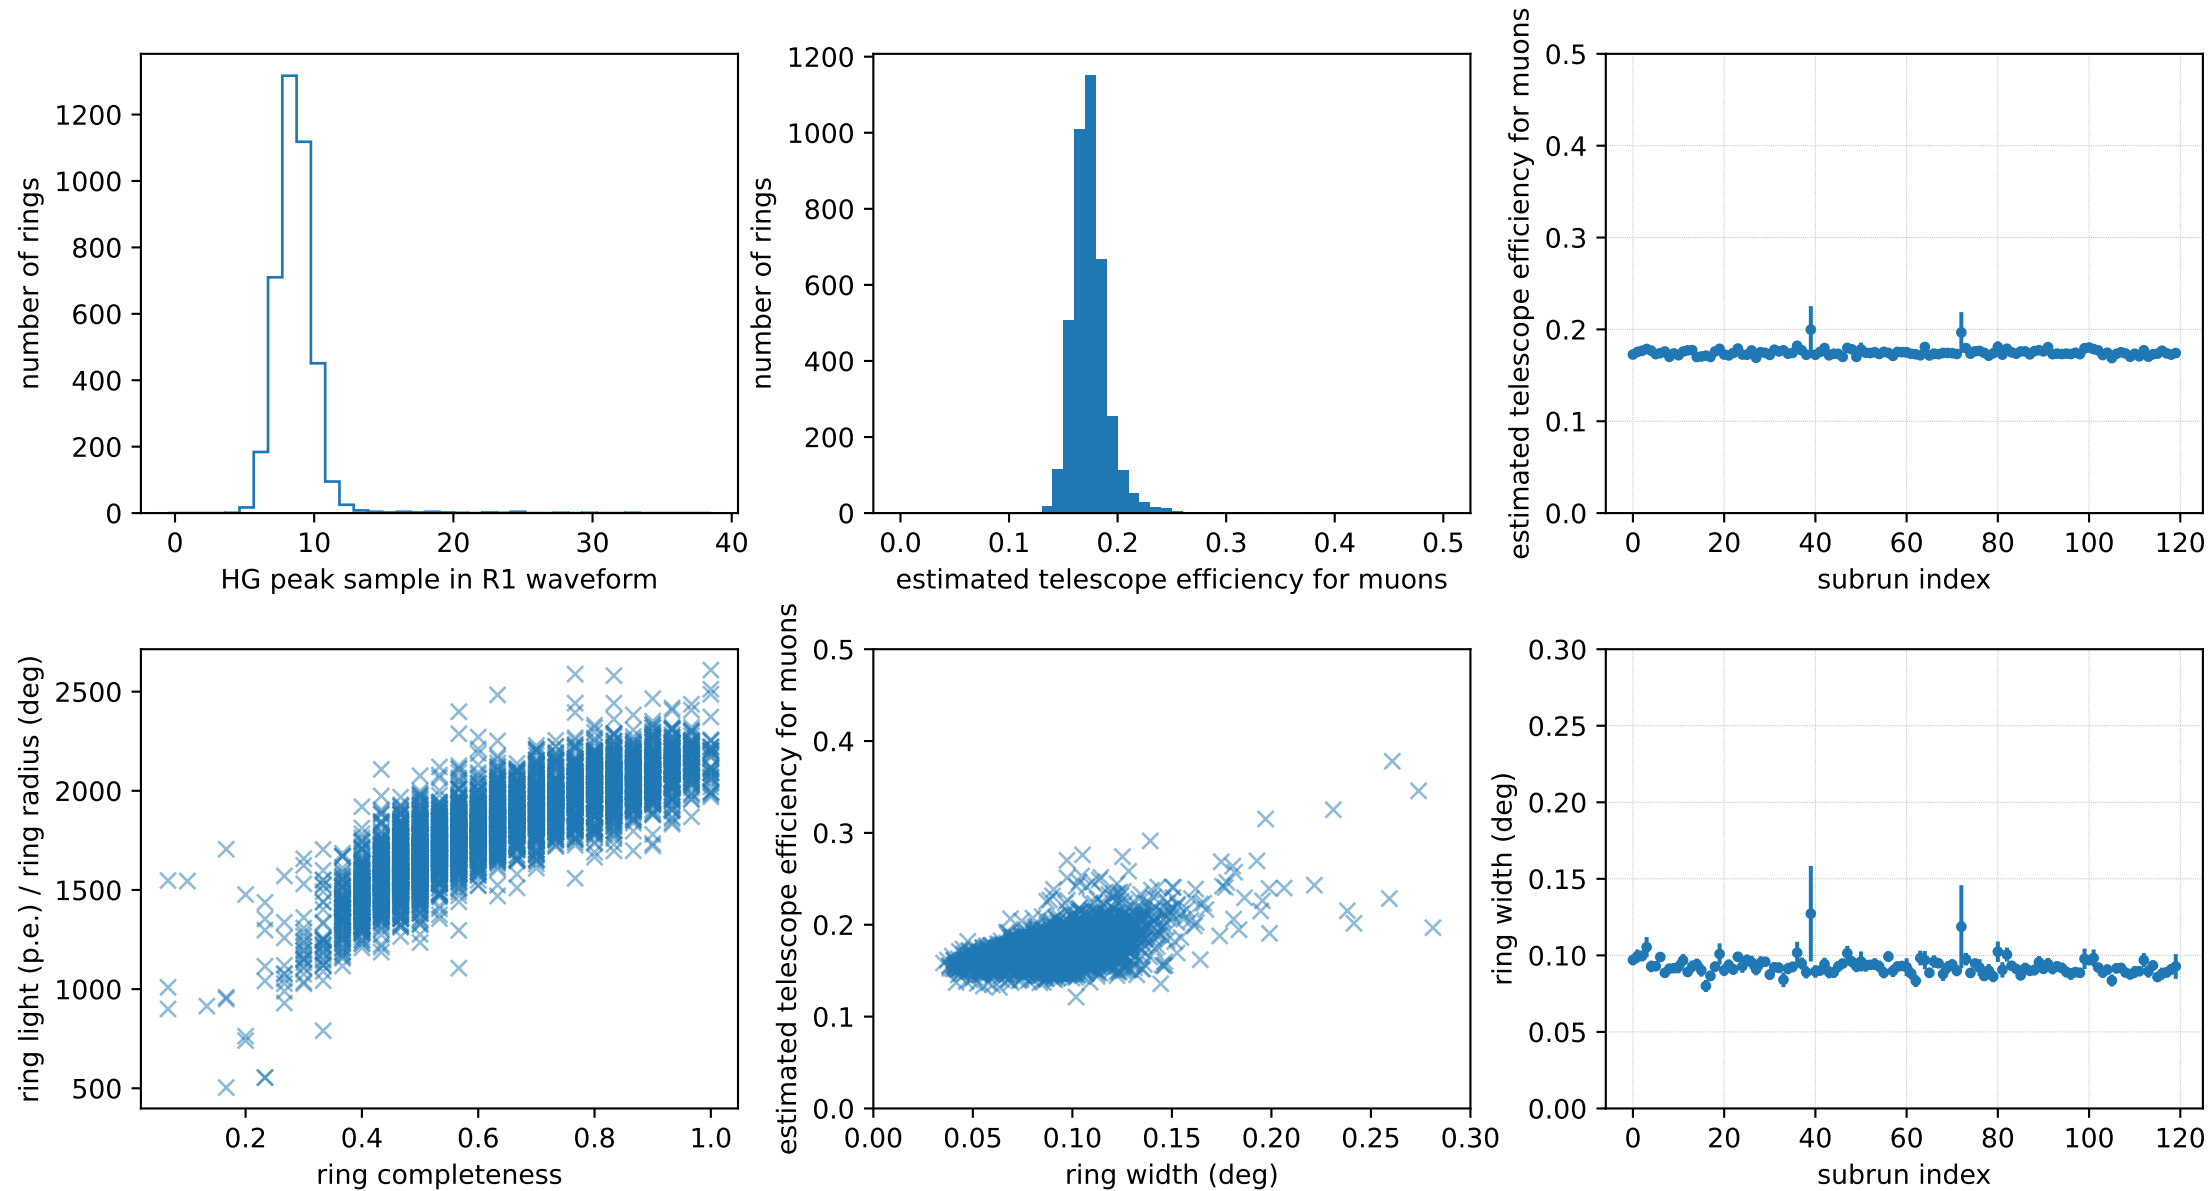 number of rings
0
200
400
600
800
1000
1200
0 10 20 30 40
HG peak sample in R1 waveform
number of rings
0
200
400
600
800
1000
1200
0.0 0.1 0.2 0.3 0.4 0.5
estimated telescope efficiency for muons
estimated telescope efficiency for muons
0.5
0.4
0.3
0.2
0.1
0.0
0 20 40 60 80 100 120
subrun index
ring light (p.e.) / ring radius (deg)
2500
2000
1500
1000
500
0.2 0.4 0.6 0.8 1.0
ring completeness
estimated telescope efficiency for muons
0.5
0.4
0.3
0.2
0.1
0.0
0.00 0.05 0.10 0.15 0.20 0.25 0.30
ring width (deg)
ring width (deg)
0.30
0.25
0.20
0.15
0.10
0.05
0.00
0 20 40 60 80 100 120
subrun index